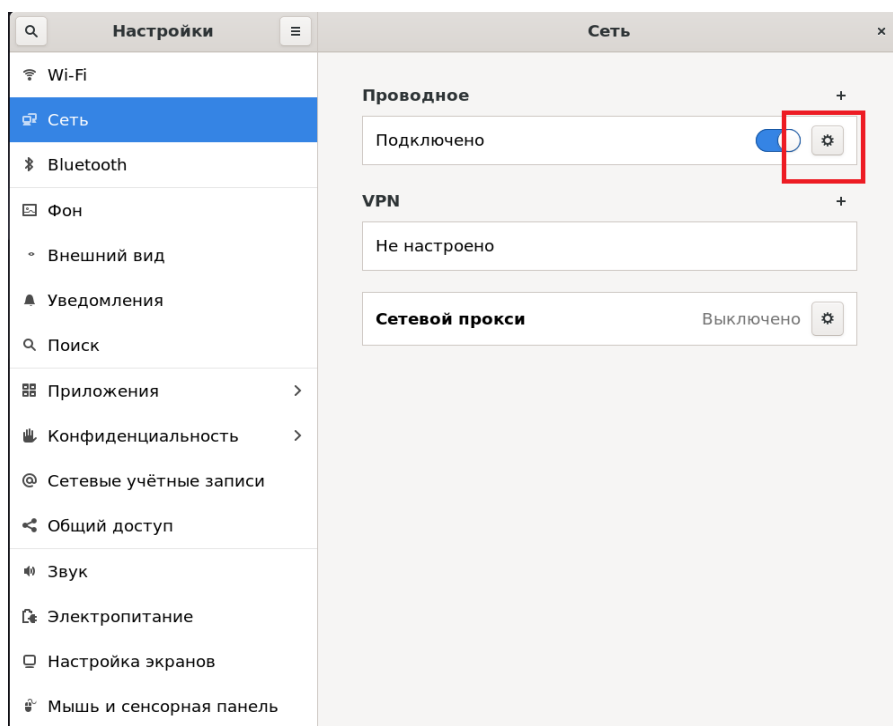 Настройки
Сеть
Wi-Fi
Сеть
Bluetooth
Фон
Внешний вид
Уведомления
Поиск
Приложения
Конфиденциальность
Сетевые учётные записи
Общий доступ
Звук
Электропитание
Настройка экранов
Мышь и сенсорная панель
Проводное
Подключено
VPN
Не настроено
Сетевой прокси Выключено